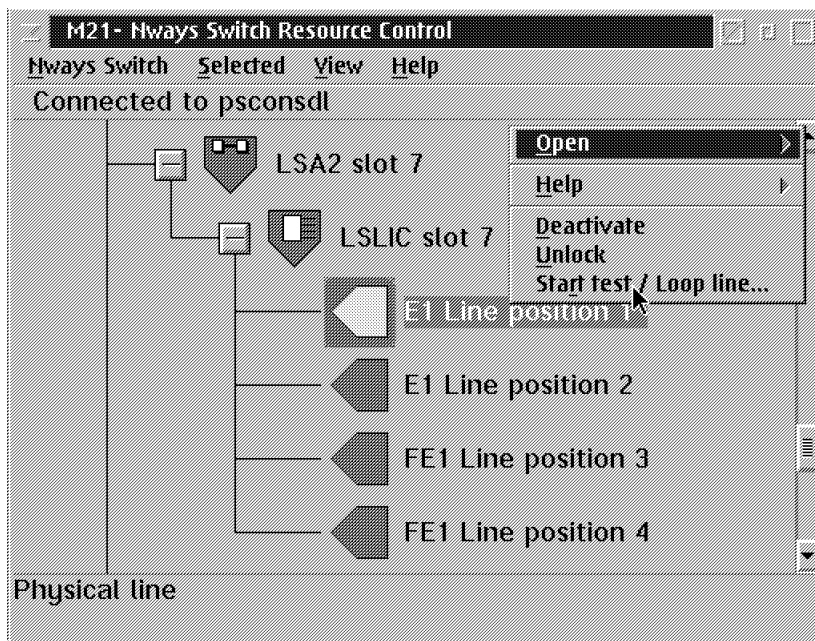 M21- Nways Switch Resource Control
Nways Switch Selected View Help
Connected to psconsdl
LSA2 slot 7
LSLIC slot 7
Open
Help
Deactivate
Unlock
Start test / Loop line...
E1 Line position 1
E1 Line position 2
FE1 Line position 3
FE1 Line position 4
Physical line